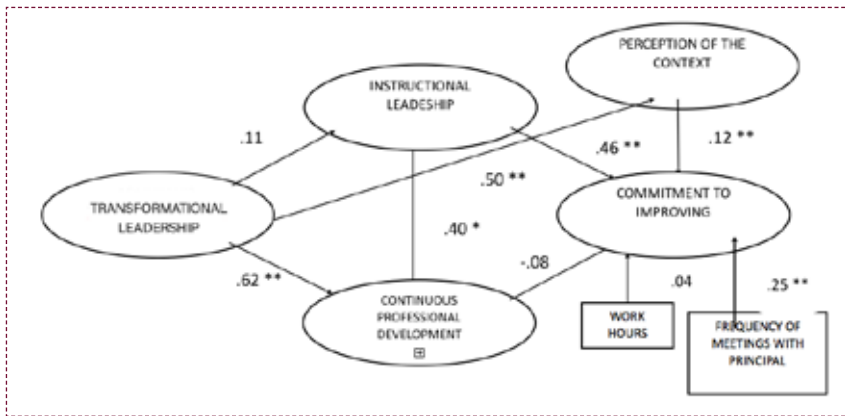 PERCEPTION OF THE
CONTEXT
INSTRUCTIONAL
LEADESHIP
.11
.46 **
.12 **
.50 **
TRANSFORMATIONAL
LEADERSHIP
COMMITMENT TO
IMPROVING
.40 *
-.08
.62 **
.04
.25 **
CONTINUOUS
PROFESSIONAL
DEVELOPMENT
WORK
HOURS
FREQUENCY OF
MEETINGS WITH
PRINCIPAL